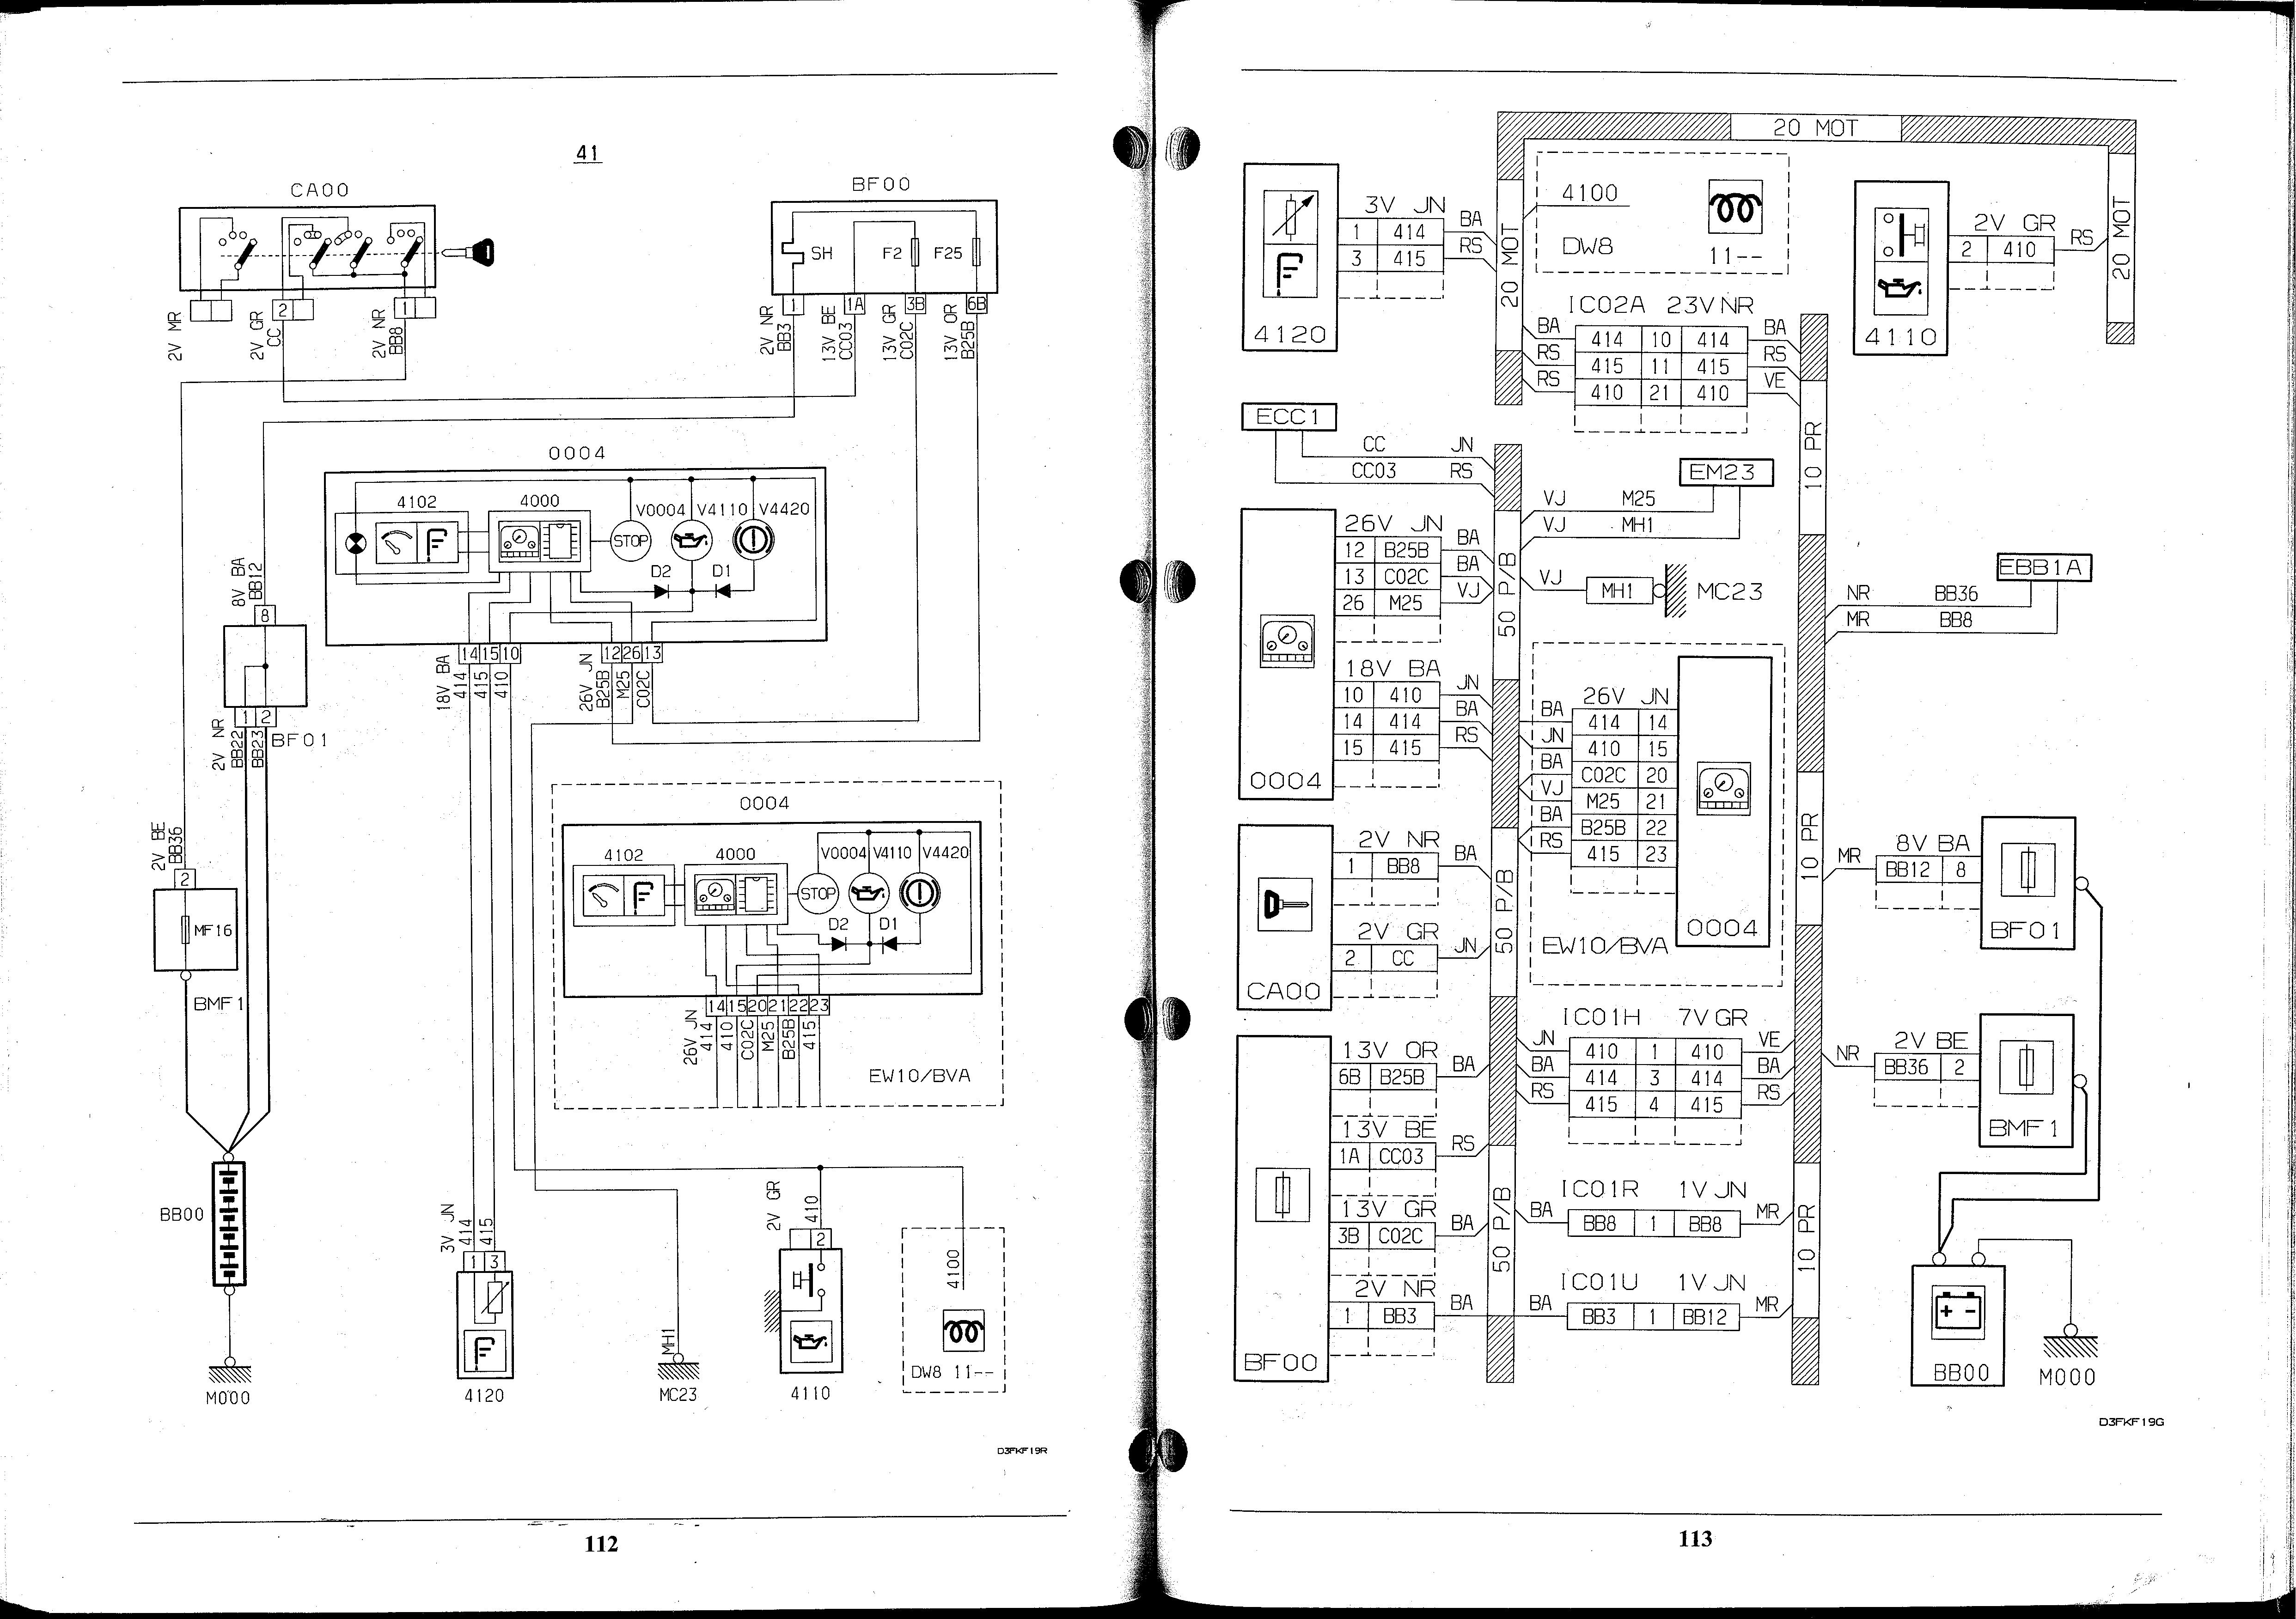 41
CA00
BF00
SH
F2
F25
2
1
1
1A
3B
6B
2V MR
2V GR
CC
2V NR
BB8
2V NR
BB3
13V BE
CC03
13V GR
C02C
13V OR
B25B
0004
4102
4000
V0004
V4110
V4420
STOP
D2
D1
14 15 10
12 26 13
18V BA
414
415
410
26V JN
B25B
M25
C02C
8V BA
BB12
8
1 2
BF01
2V NR
BB22
BB23
2V BE
BB36
2
MF16
BMF1
0004
4102
4000
V0004
V4110
V4420
STOP
D2
D1
14 15 20 21 22 23
26V JN
414
410
C02C
M25
B25B
415
EW10/BVA
BB00
M000
3V JN
414
415
1 3
4120
MH1
MC23
2V GR
410
2
4110
4100
DW8 11--
D3FKF19R
112
20 MOT
4120
3V JN
1 414 BA
3 415 RS
20 MOT
4100
DW8
11--
4110
2V GR
2 410 RS
20 MOT
IC02A 23V NR
BA 414 10 414 BA
RS 415 11 415 RS
RS 410 21 410 VE
10 PR
ECC1
CC JN
CC03 RS
EM23
VJ M25
VJ MH1
VJ MH1 MC23
50 P/B
0004
26V JN
12 B25B BA
13 C02C BA
26 M25 VJ
18V BA
10 410 JN
14 414 BA
15 415 RS
EBB1A
NR BB36
MR BB8
26V JN
BA 414 14
JN 410 15
BA C02C 20
VJ M25 21
BA B25B 22
RS 415 23
0004
EW10/BVA
CA00
2V NR
1 BB8 BA
2V GR
2 CC JN
50 P/B
10 PR
8V BA
MR BB12 8
BF01
2V BE
NR BB36 2
BMF1
IC01H 7V GR
JN 410 1 410 VE
BA 414 3 414 BA
RS 415 4 415 RS
BF00
13V OR
6B B25B BA
13V BE
1A CC03 RS
13V GR
3B C02C BA
2V NR
1 BB3 BA
50 P/B
10 PR
IC01R 1V JN
BA BB8 1 BB8 MR
IC01U 1V JN
BA BB3 1 BB12 MR
BB00
M000
D3FKF19G
113